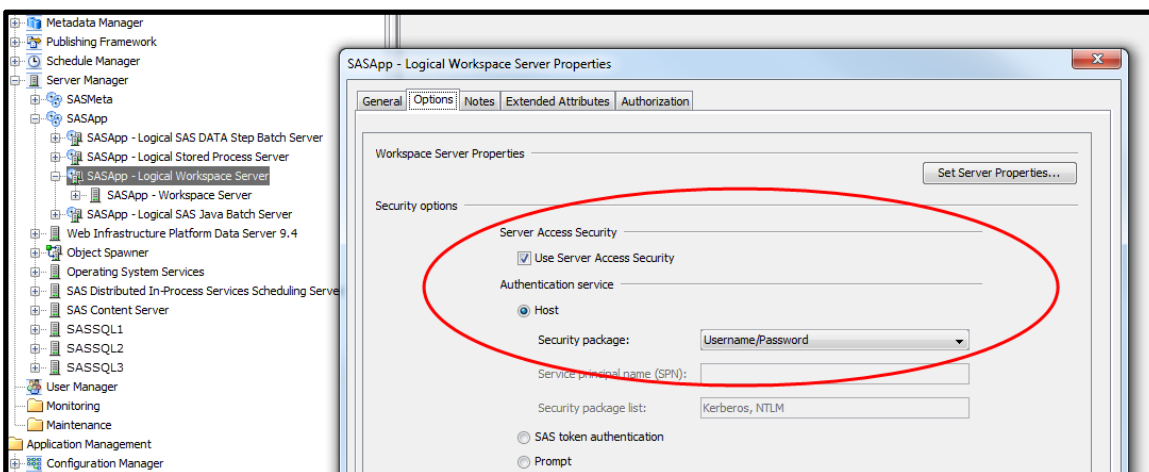 Metadata Manager
Publishing Framework
Schedule Manager
Server Manager
SASMeta
SASApp
SASApp - Logical SAS DATA Step Batch Server
SASApp - Logical Stored Process Server
SASApp - Logical Workspace Server
SASApp - Workspace Server
SASApp - Logical SAS Java Batch Server
Web Infrastructure Platform Data Server 9.4
Object Spawner
Operating System Services
SAS Distributed In-Process Services Scheduling Serve
SAS Content Server
SASSQL1
SASSQL2
SASSQL3
User Manager
Monitoring
Maintenance
Application Management
Configuration Manager
SASApp - Logical Workspace Server Properties
General Options Notes Extended Attributes Authorization
Workspace Server Properties
Set Server Properties...
Security options
Server Access Security
Use Server Access Security
Authentication service
Host
Security package: Username/Password
Service principal name (SPN):
Security package list: Kerberos, NTLM
SAS token authentication
Prompt